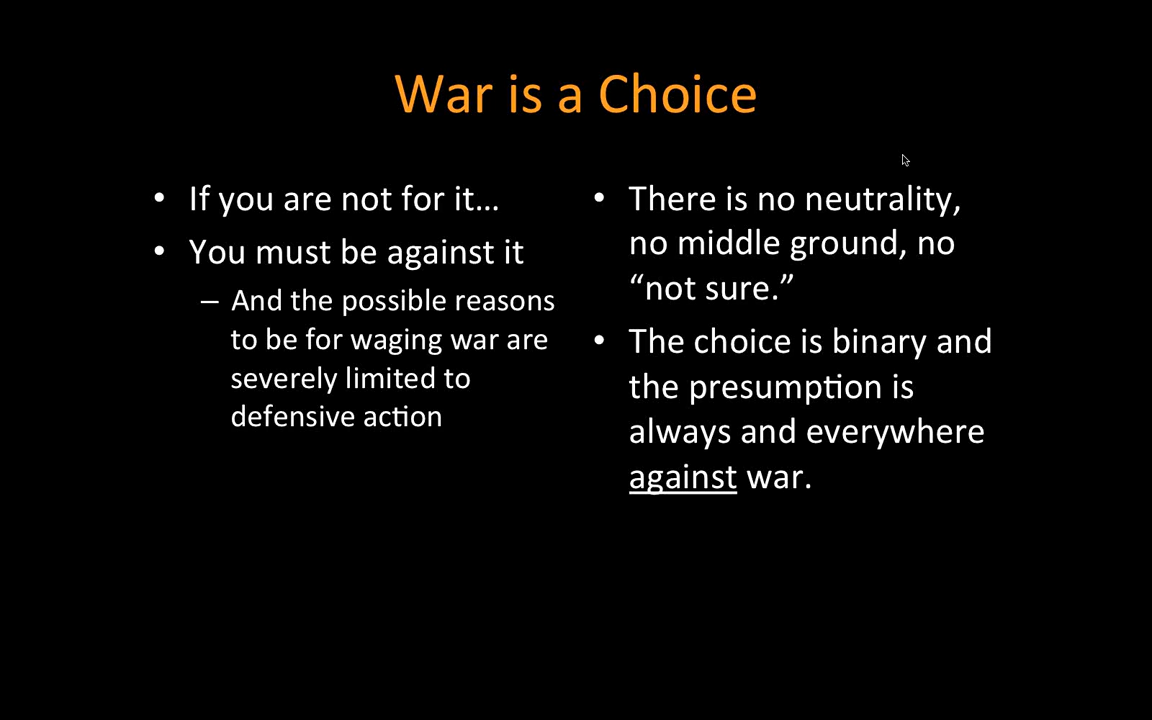 War is a Choice
• If you are not for it…
• You must be against it
– And the possible reasons
to be for waging war are
severely limited to
defensive action
• There is no neutrality,
no middle ground, no
“not sure.”
• The choice is binary and
the presumption is
always and everywhere
against war.